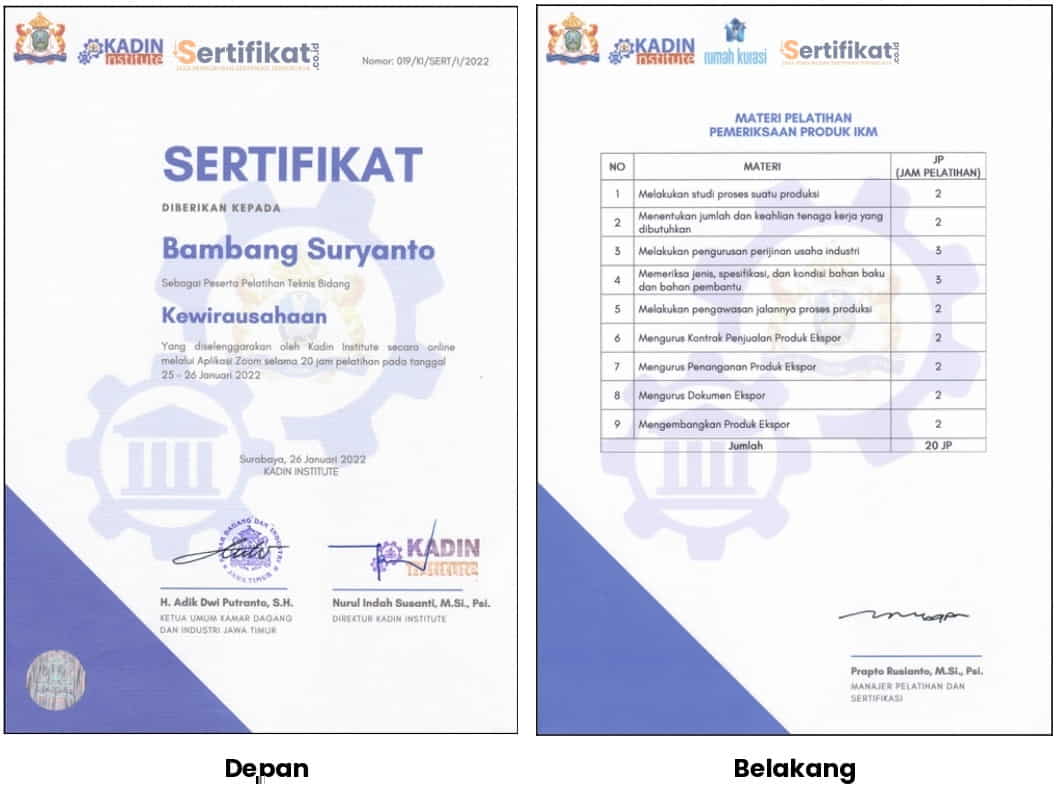 KADIN
institute
Sertifikat.co.id
Nomor: 019/KI/SERT/I/2022
SERTIFIKAT
DIBERIKAN KEPADA
Bambang Suryanto
Sebagai Peserta Pelatihan Teknis Bidang
Kewirausahaan
Yang diselenggarakan oleh Kadin Institute secara online
melalui Aplikasi Zoom selama 20 jam pelatihan pada tanggal
25 - 26 Januari 2022
Surabaya, 26 Januari 2022
KADIN INSTITUTE
KADIN
H. Adik Dwi Putranto, S.H.
KETUA UMUM KAMAR DAGANG
DAN INDUSTRI JAWA TIMUR
Nurul Indah Susanti, M.Si., Psi.
DIREKTUR KADIN INSTITUTE
Depan
KADIN
institute
rumah kurasi
Sertifikat.co.id
MATERI PELATIHAN
PEMERIKSAAN PRODUK IKM
NO MATERI JP
(JAM PELATIHAN)
1 Melakukan studi proses suatu produksi 2
2 Menentukan jumlah dan keahlian tenaga kerja yang
dibutuhkan 2
3 Melakukan pengurusan perijinan usaha industri 3
4 Memeriksa jenis, spesifikasi, dan kondisi bahan baku
dan bahan pembantu 3
5 Melakukan pengawasan jalannya proses produksi 2
6 Mengurus Kontrak Penjualan Produk Ekspor 2
7 Mengurus Penanganan Produk Ekspor 2
8 Mengurus Dokumen Ekspor 2
9 Mengembangkan Produk Ekspor 2
Jumlah 20 JP
Prapto Rusianto, M.Si., Psi.
MANAJER PELATIHAN DAN
SERTIFIKASI
Belakang